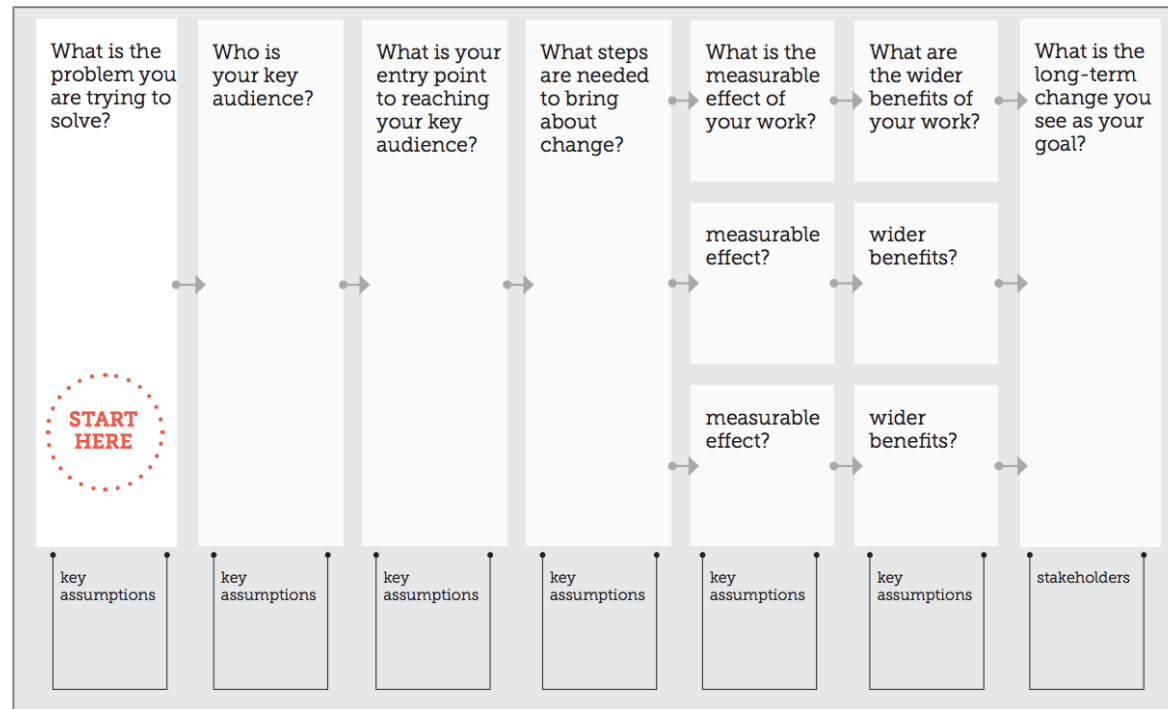 What is the
problem you
are trying to
solve?
START
HERE
Who is
your key
audience?
What is your
entry point
to reaching
your key
audience?
What steps
are needed
to bring
about
change?
What is the
measurable
effect of
your work?
measurable
effect?
measurable
effect?
What are
the wider
benefits of
your work?
wider
benefits?
wider
benefits?
What is the
long-term
change you
see as your
goal?
key
assumptions
key
assumptions
key
assumptions
key
assumptions
key
assumptions
key
assumptions
stakeholders